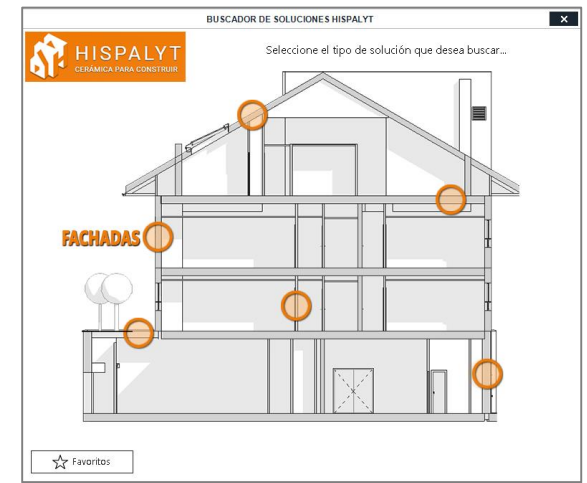 BUSCADOR DE SOLUCIONES HISPALYT
X
HISPALYT
CERÁMICA PARA CONSTRUIR
Seleccione el tipo de solución que desea buscar...
FACHADAS
Favoritos